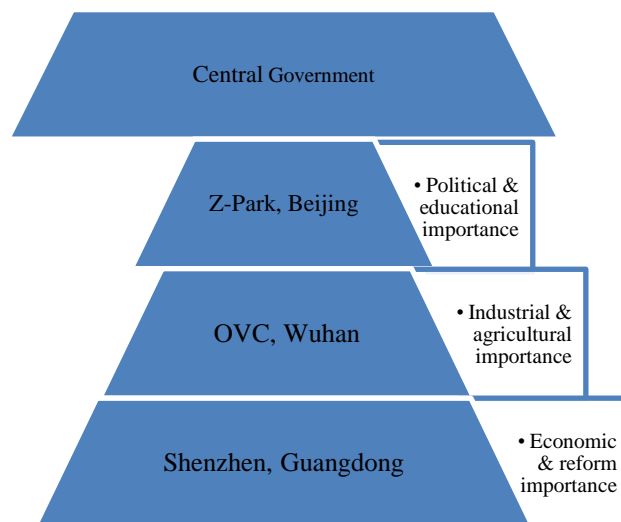 Central Government
Z-Park, Beijing
• Political &
educational
importance
OVC, Wuhan
• Industrial &
agricultural
importance
Shenzhen, Guangdong
• Economic
& reform
importance